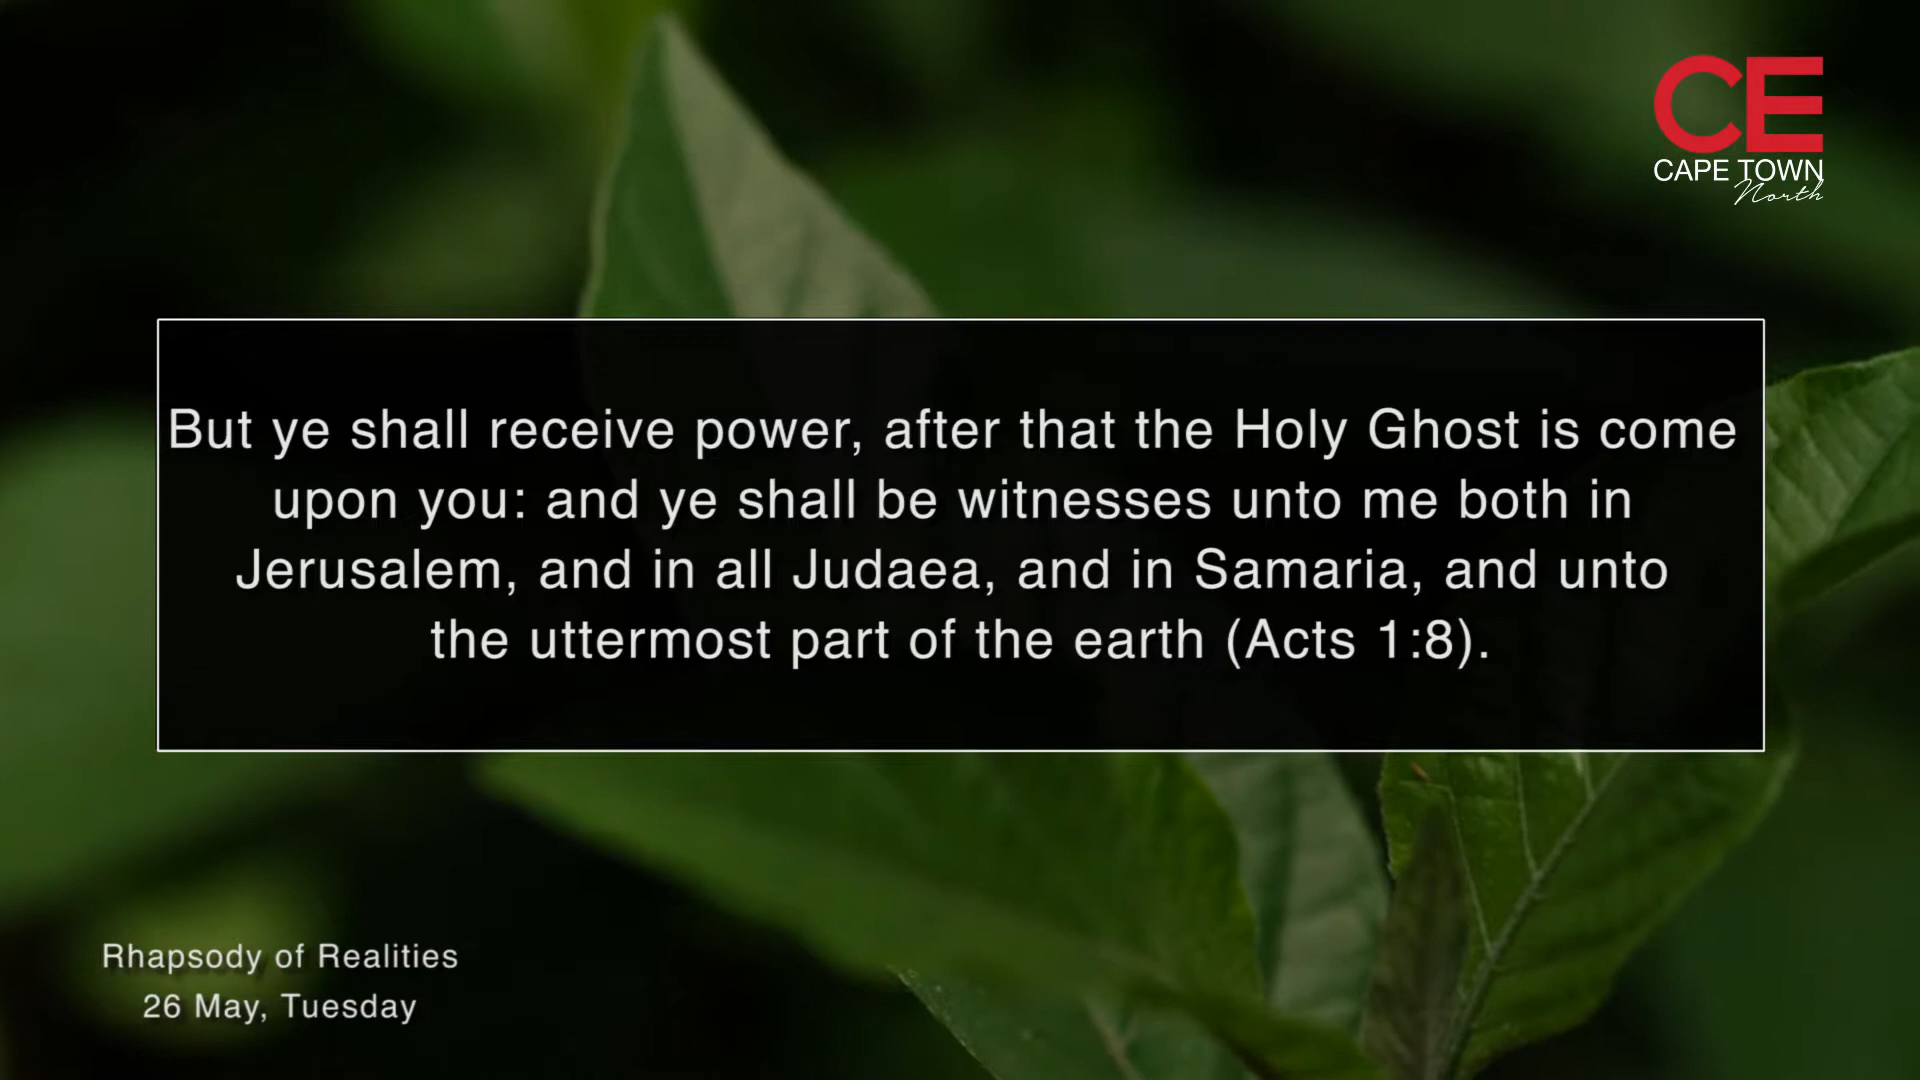 CE
CAPE TOWN
North
But ye shall receive power, after that the Holy Ghost is come
upon you: and ye shall be witnesses unto me both in
Jerusalem, and in all Judaea, and in Samaria, and unto
the uttermost part of the earth (Acts 1:8).
Rhapsody of Realities
26 May, Tuesday